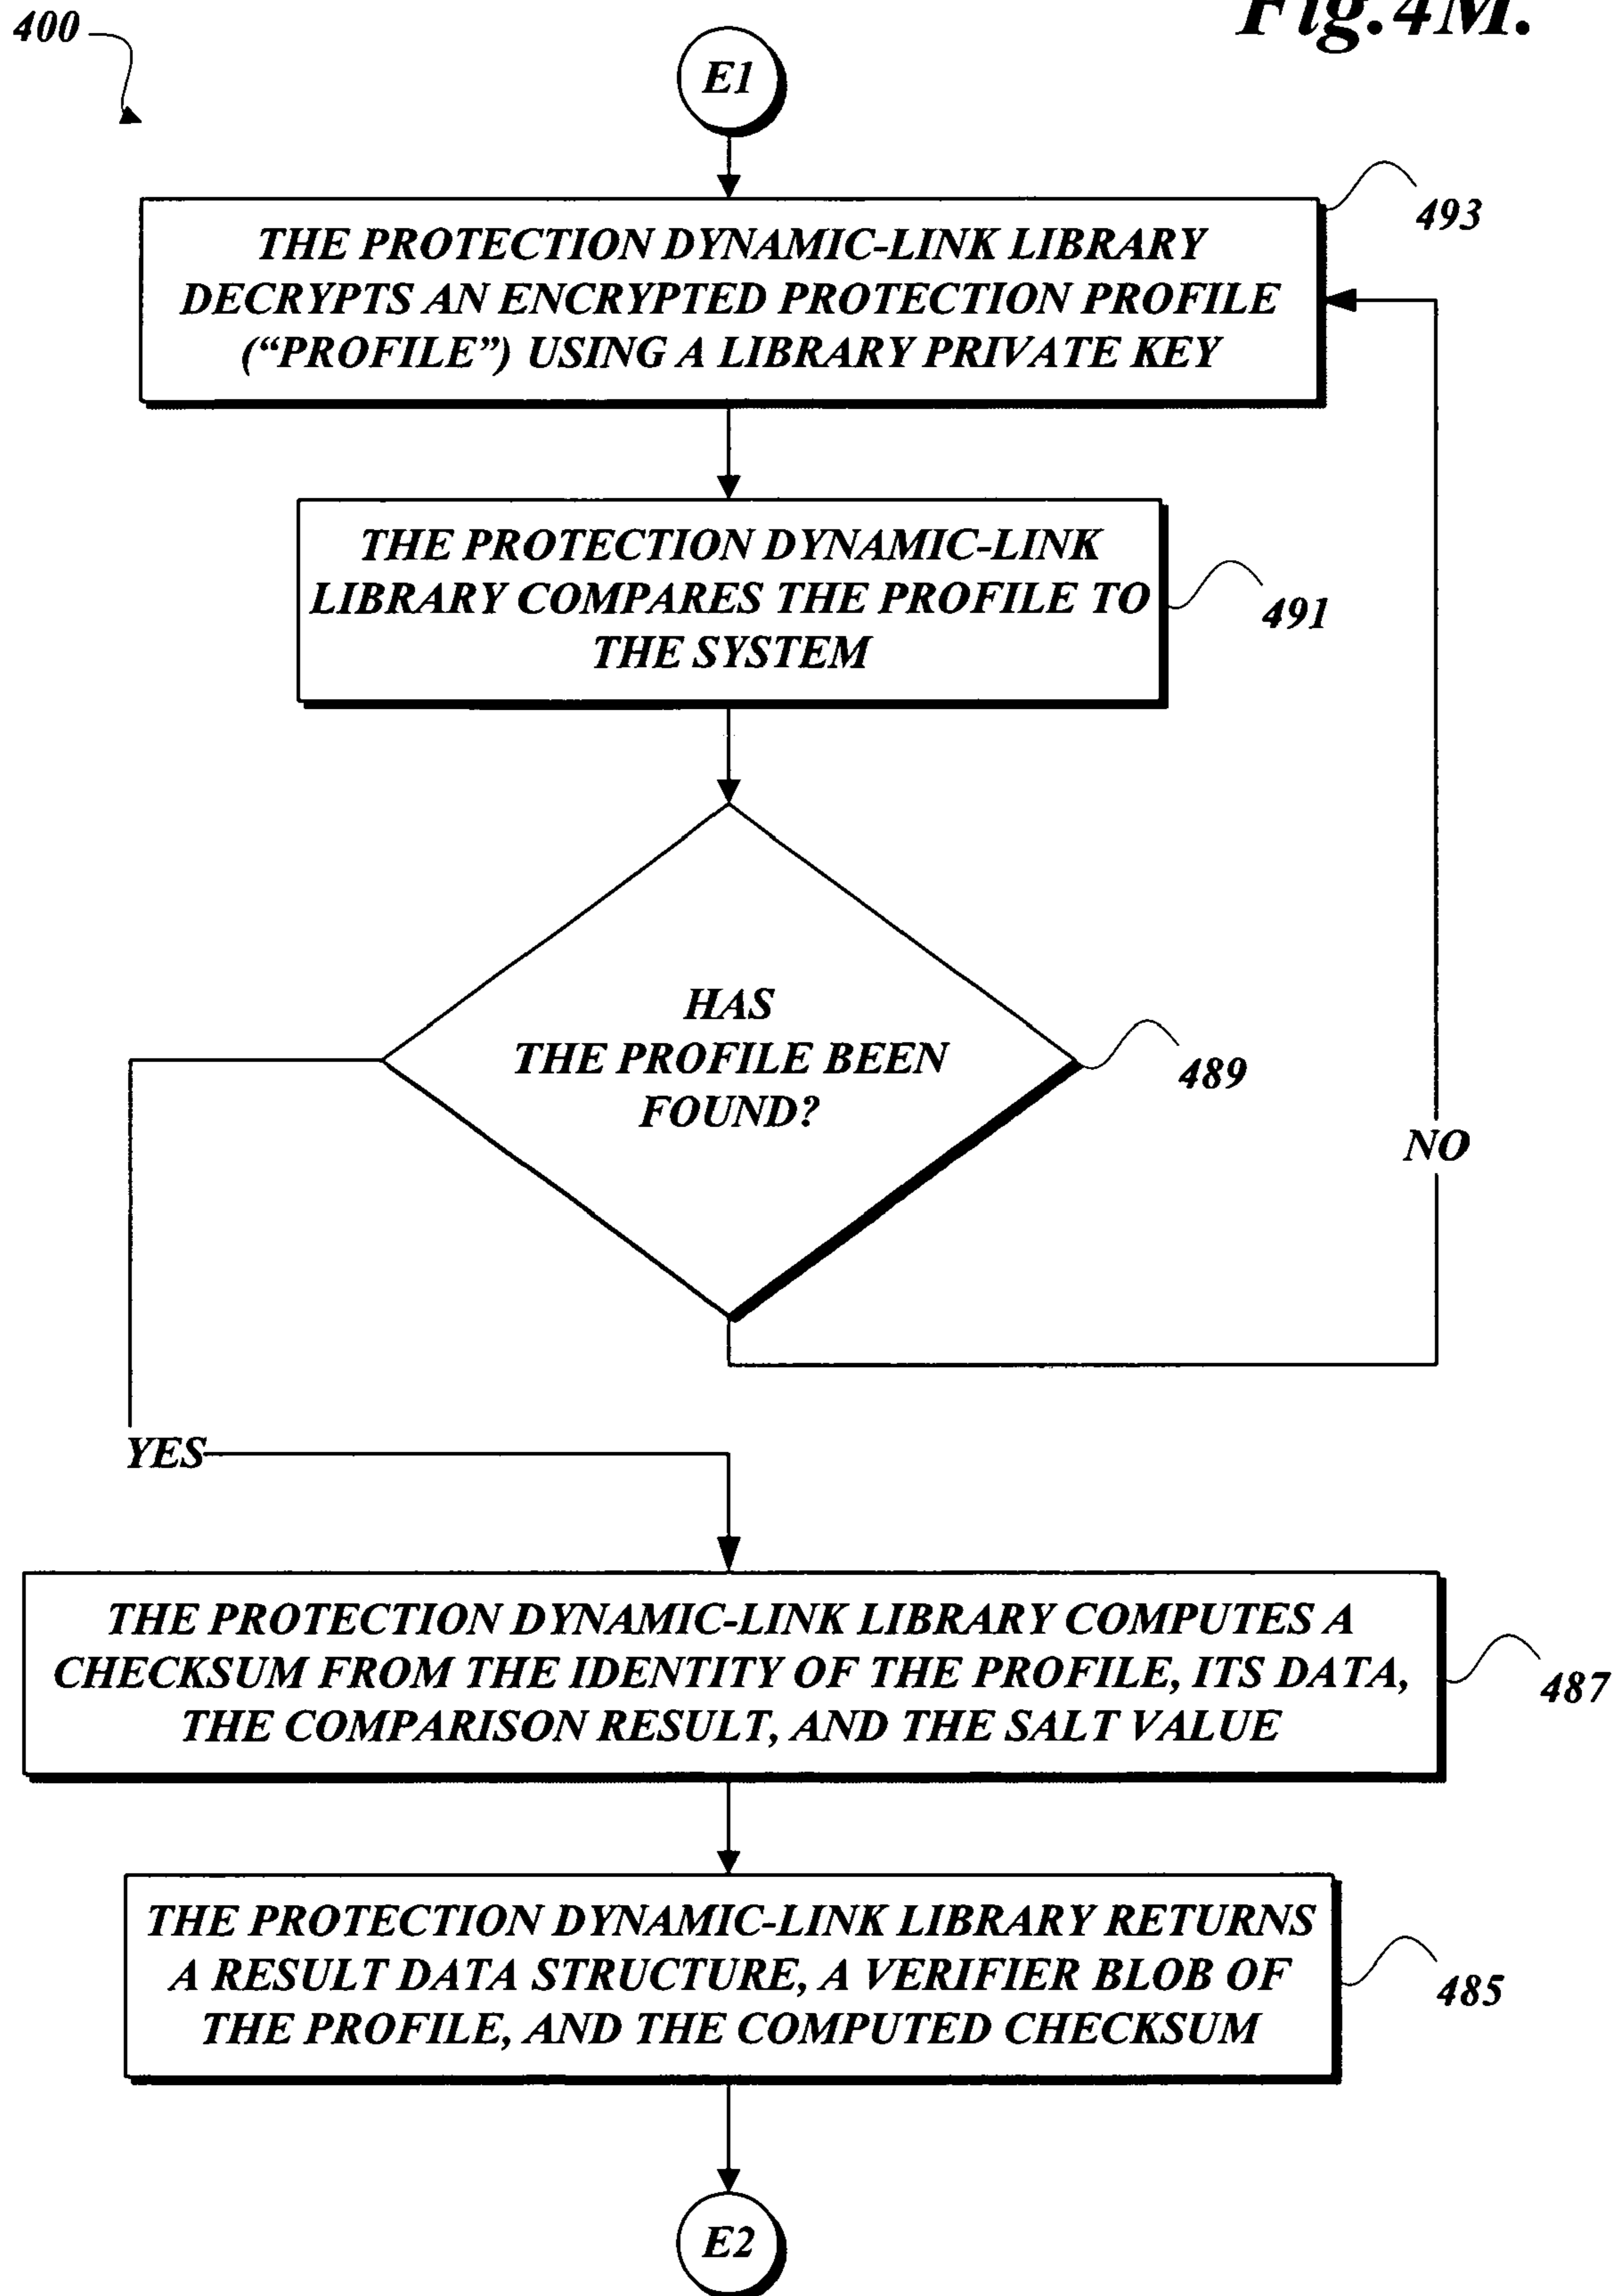 400
Fig.4M.
E1
493
THE PROTECTION DYNAMIC-LINK LIBRARY
DECRYPTS AN ENCRYPTED PROTECTION PROFILE
(“PROFILE”) USING A LIBRARY PRIVATE KEY
THE PROTECTION DYNAMIC-LINK
LIBRARY COMPARES THE PROFILE TO
THE SYSTEM
491
HAS
THE PROFILE BEEN
FOUND?
489
NO
YES
THE PROTECTION DYNAMIC-LINK LIBRARY COMPUTES A
CHECKSUM FROM THE IDENTITY OF THE PROFILE, ITS DATA,
THE COMPARISON RESULT, AND THE SALT VALUE
487
THE PROTECTION DYNAMIC-LINK LIBRARY RETURNS
A RESULT DATA STRUCTURE, A VERIFIER BLOB OF
THE PROFILE, AND THE COMPUTED CHECKSUM
485
E2